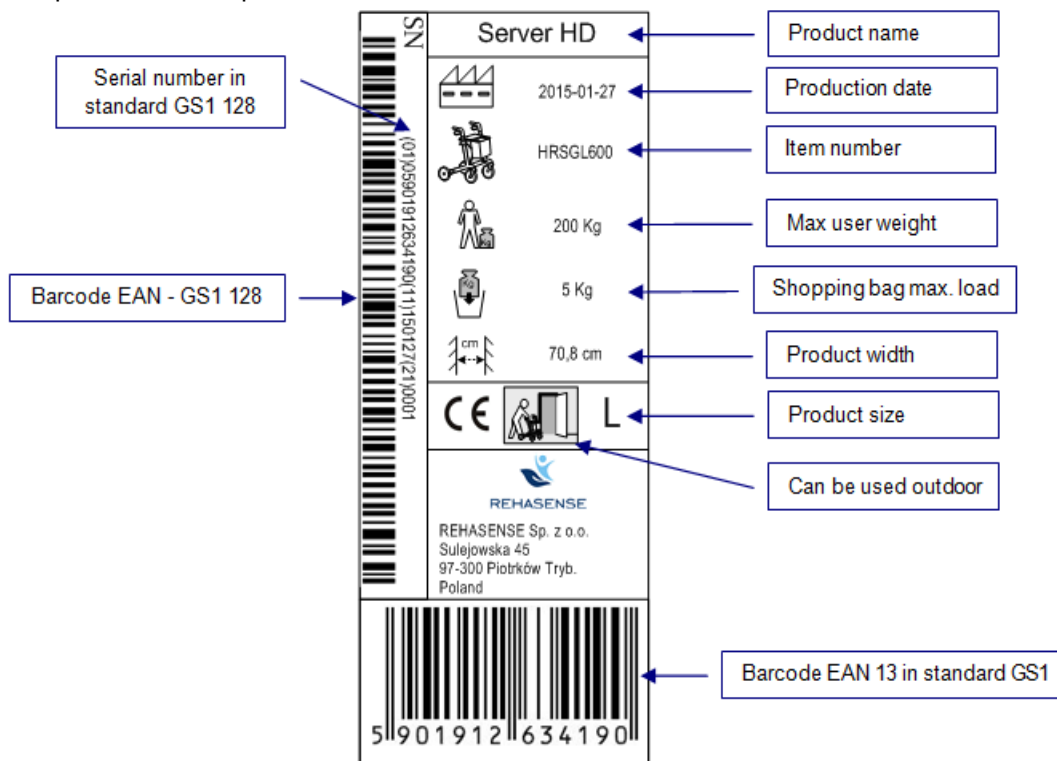 SN
Server HD
Product name
Serial number in
standard GS1 128
2015-01-27
Production date
(01)05901912634190(11)150127(21)0001
HRSGL600
Item number
KG
200 Kg
Max user weight
Barcode EAN - GS1 128
KG
5 Kg
Shopping bag max. load
cm
70,8 cm
Product width
CE
L
Product size
Can be used outdoor
REHASENSE
REHASENSE Sp. z o.o.
Sulejowska 45
97-300 Piotrków Tryb.
Poland
Barcode EAN 13 in standard GS1
5 901912 634190